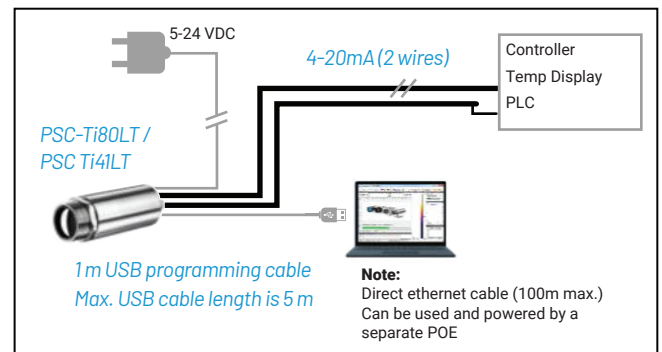 5-24 VDC
4-20mA (2 wires)
Controller
Temp Display
PLC
PSC-Ti80LT /
PSC Ti41LT
1 m USB programming cable
Max. USB cable length is 5 m
Note:
Direct ethernet cable (100m max.)
Can be used and powered by a
separate POE